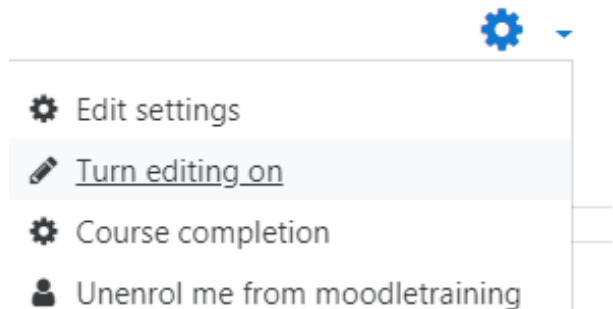 Edit settings
Turn editing on
Course completion
Unenrol me from moodletraining